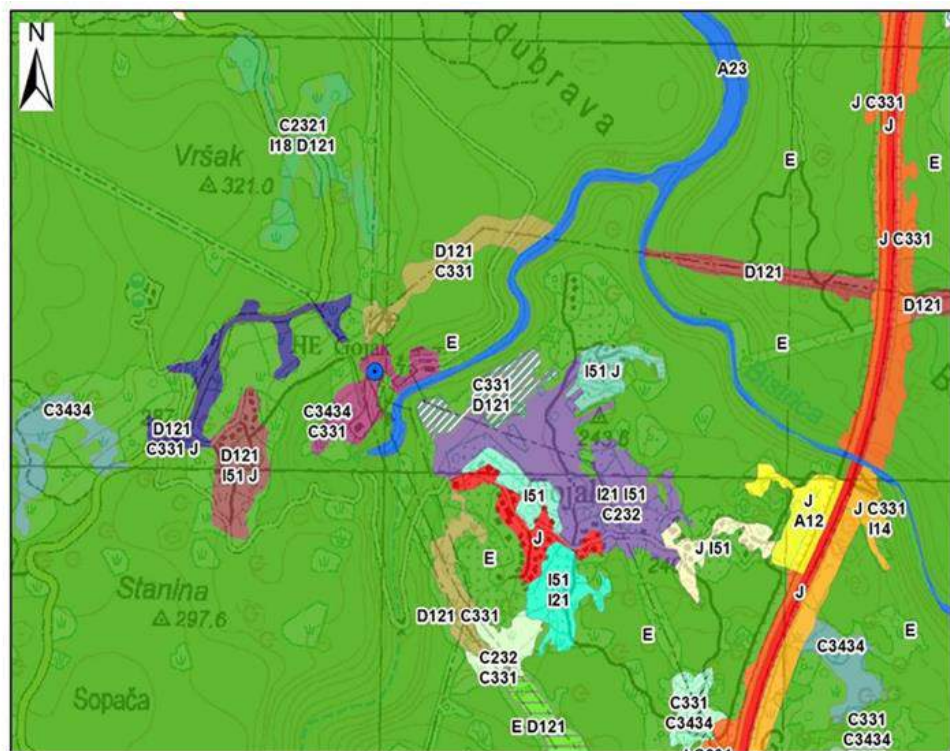 N
dubrava
A23
J C331
J
E
E
C2321
I18 D121
Vršak
321.0
J C331
D121
C331
D121
D121
HE Gojak
E
E
C331
D121
I51 J
C3434
C3434
C331
D121
C331 J
D121
I51 J
I51
I21 I51
C232
J
A12
J C331
I14
J
J I51
E
I51
I21
J
Stanina
297.6
D121 C331
E
E
C3434
C232
C331
Sopača
C331
C3434
E D121
C331
C3434